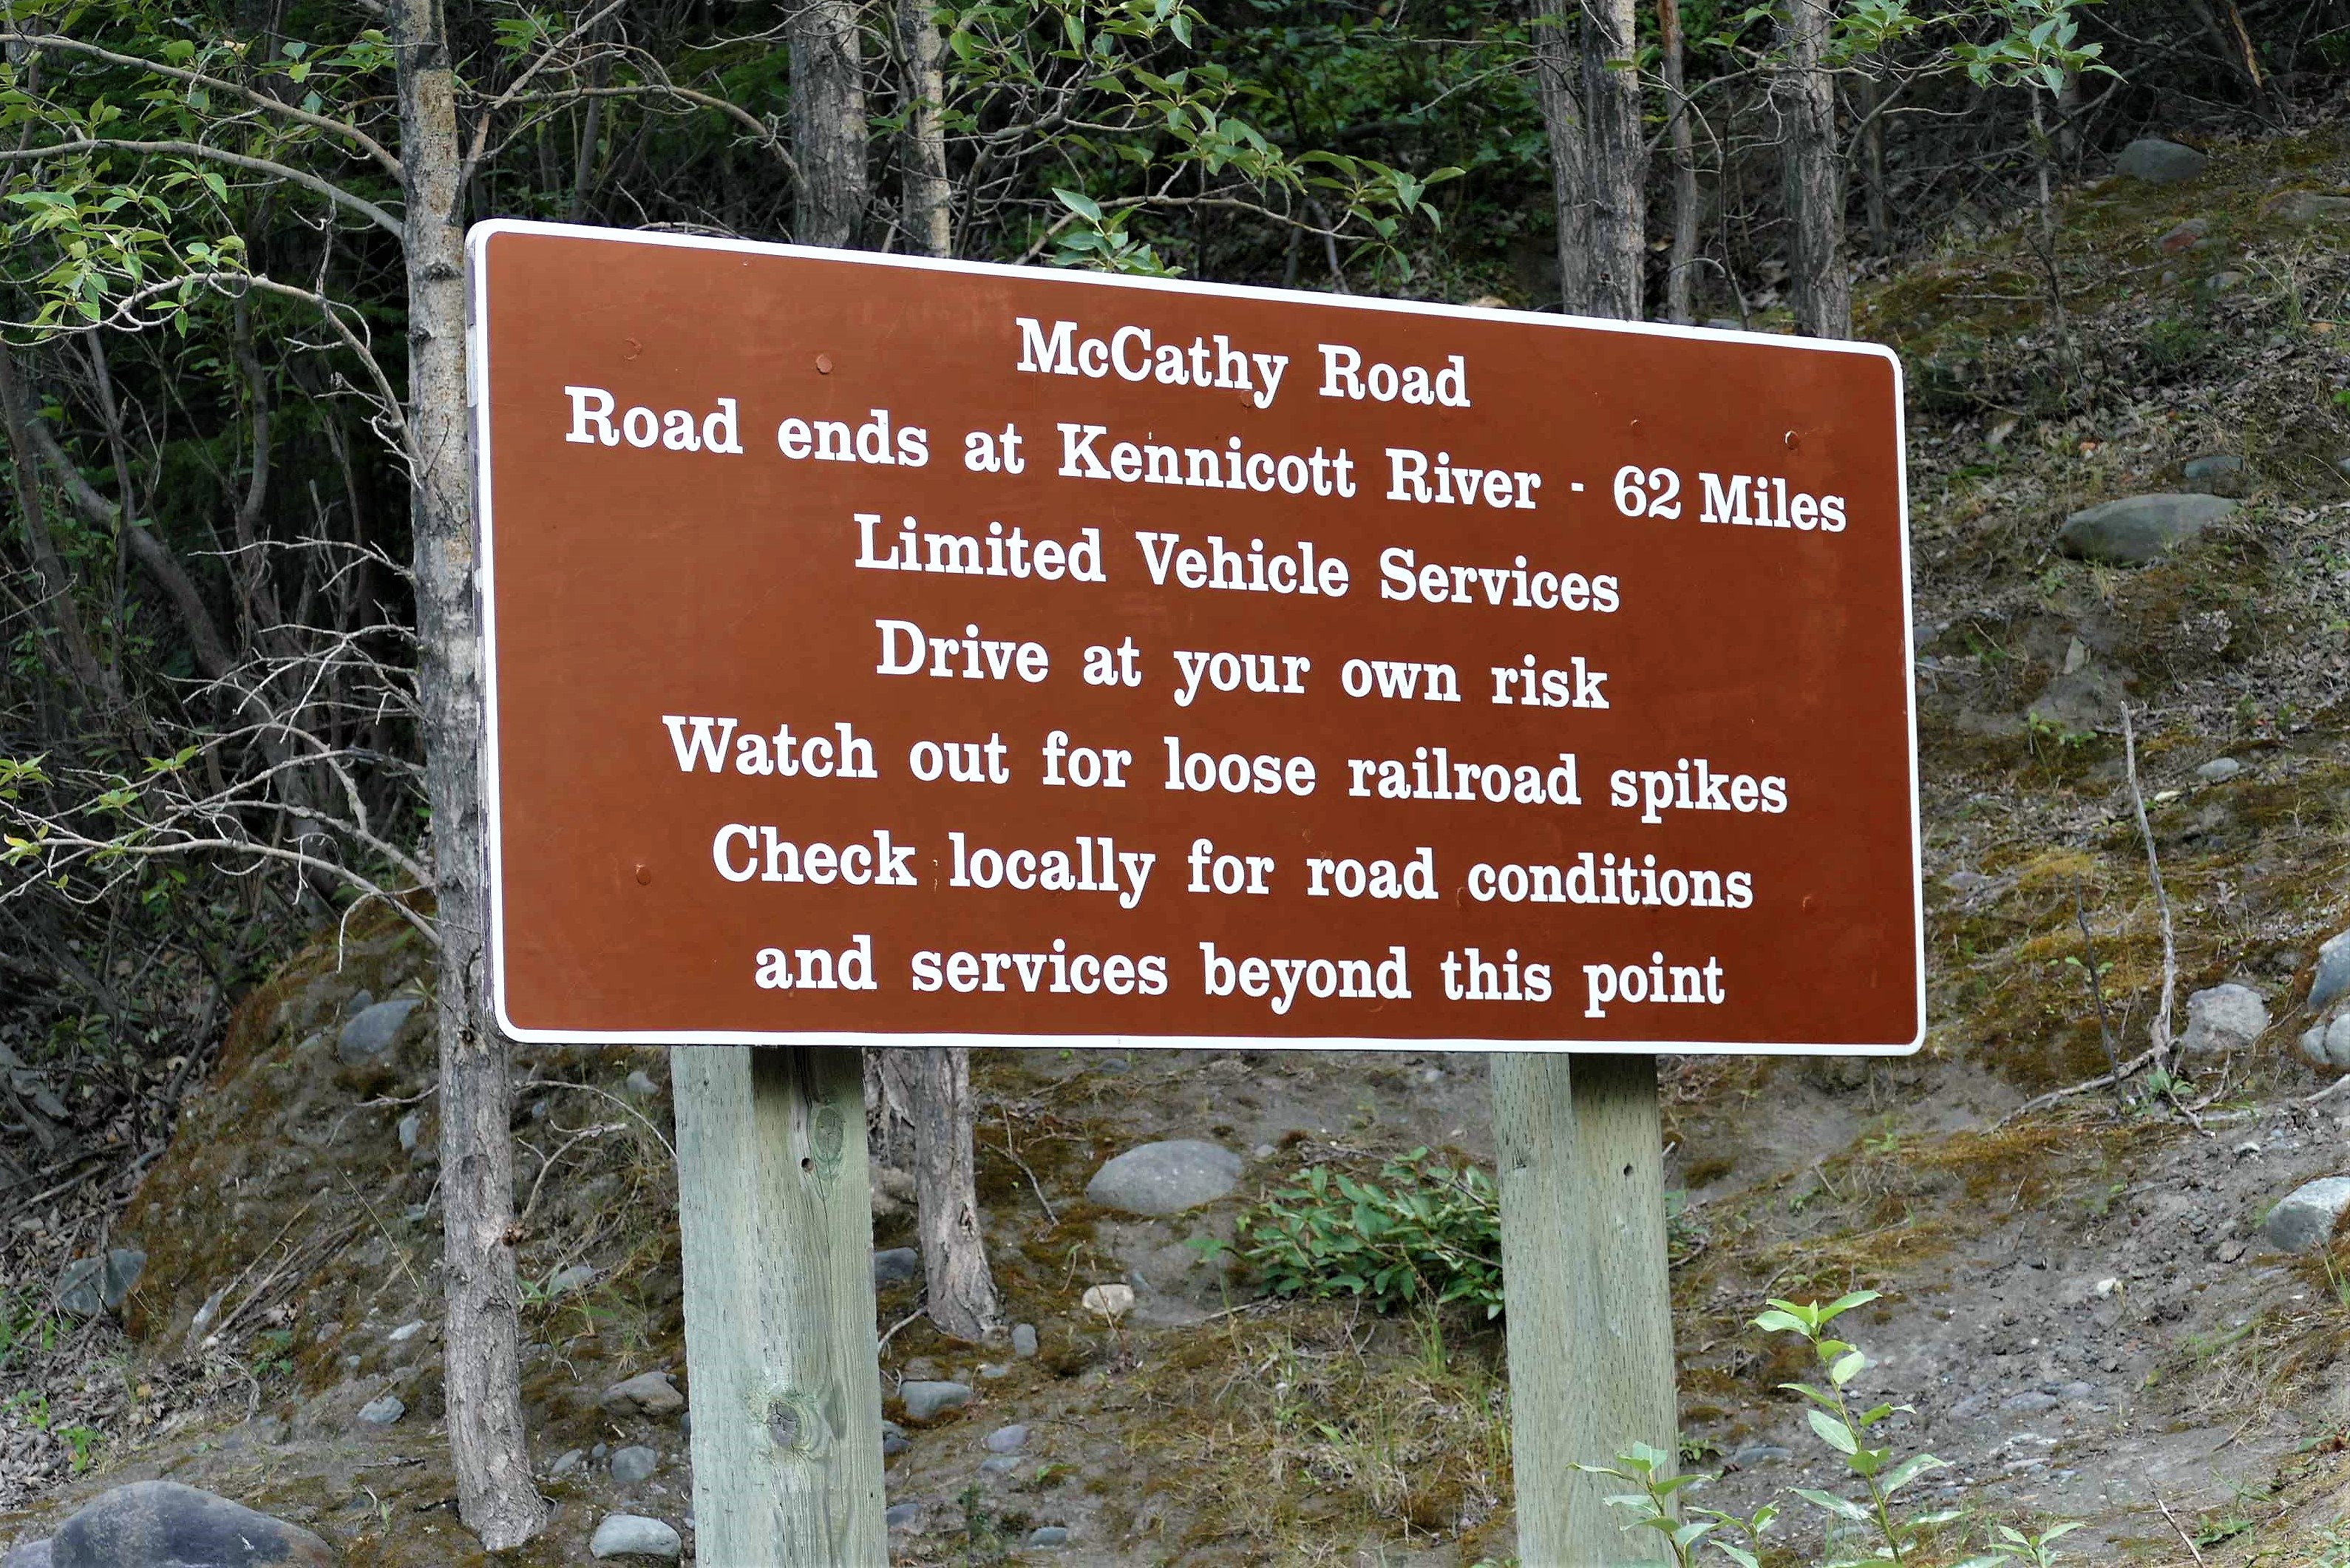 McCathy Road
Road ends at Kennicott River - 62 Miles
Limited Vehicle Services
Drive at your own risk
Watch out for loose railroad spikes
Check locally for road conditions
and services beyond this point